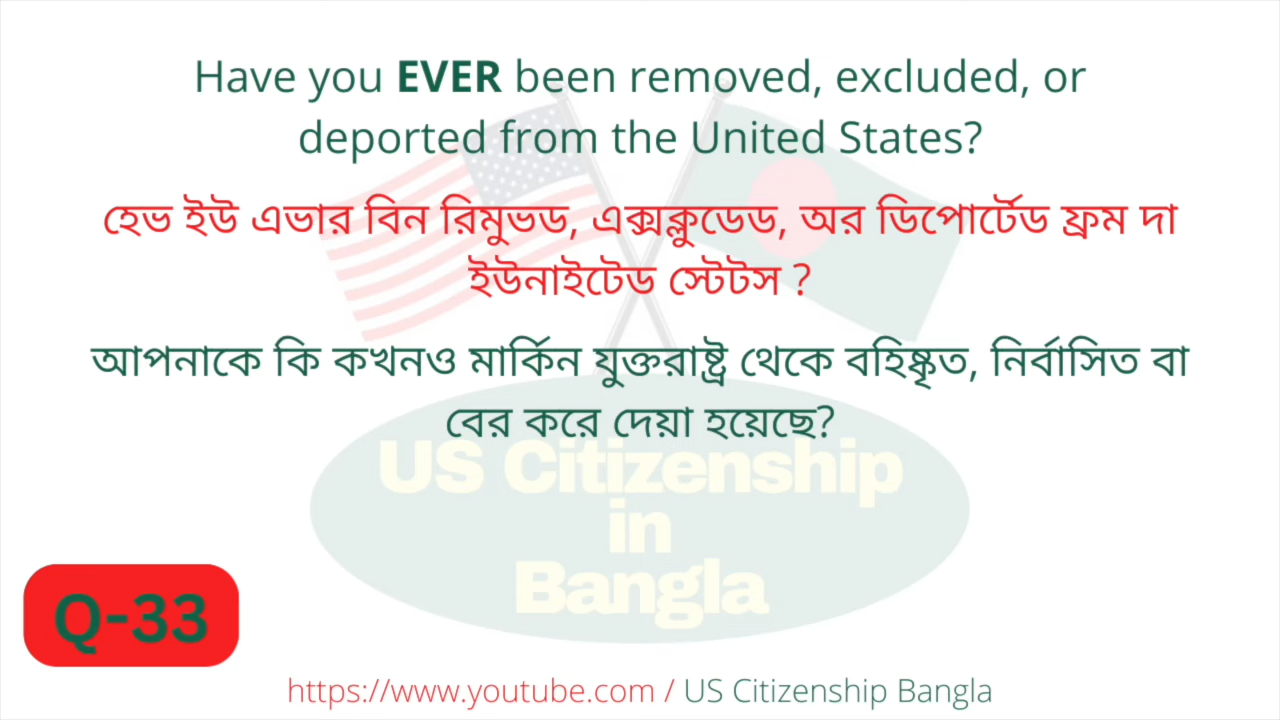 Have you EVER been removed, excluded, or
deported from the United States?
হেভ ইউ এভার বিন রিমুভড, এক্সক্লুডেড, অর ডিপোর্টেড ফ্রম দা
ইউনাইটেড স্টেটস ?
আপনাকে কি কখনও মার্কিন যুক্তরাষ্ট্র থেকে বহিষ্কৃত, নির্বাসিত বা
বের করে দেয়া হয়েছে?
US Citizenship
in
Bangla
Q-33
https://www.youtube.com / US Citizenship Bangla